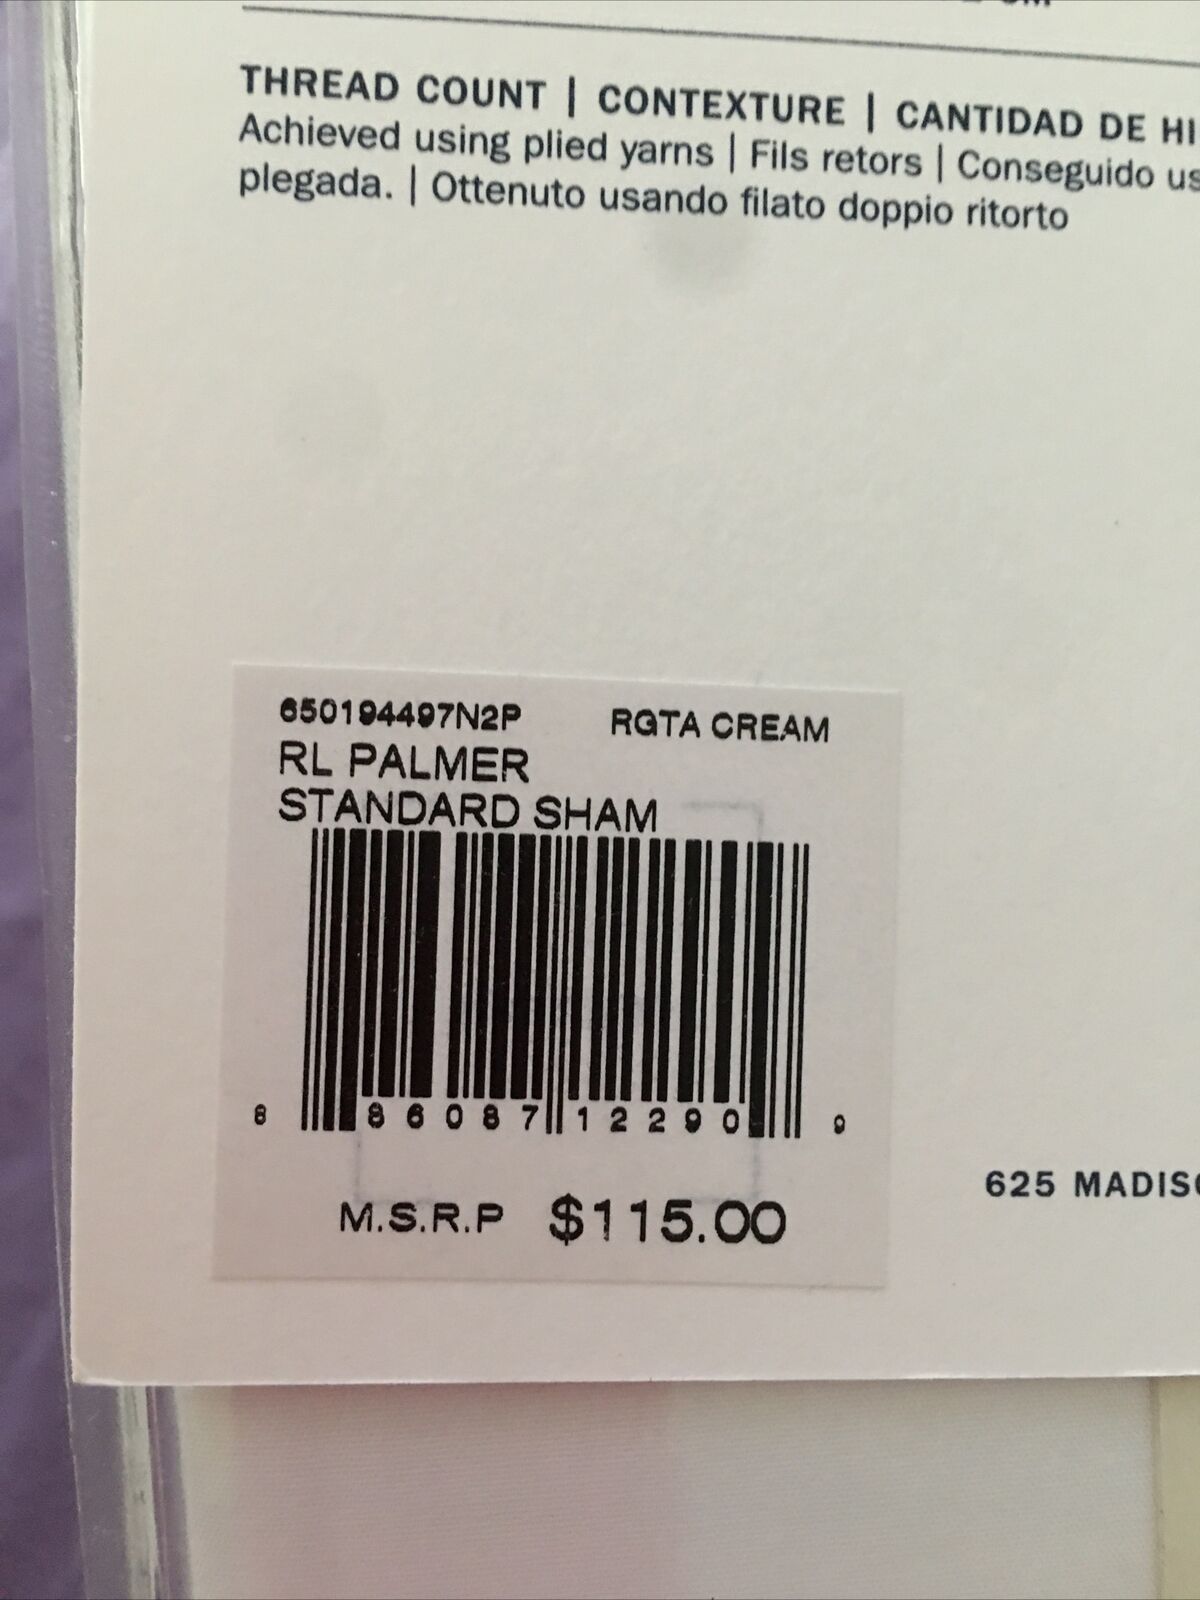 THREAD COUNT | CONTEXTURE | CANTIDAD DE HI
Achieved using plied yarns | Fils retors | Conseguido us
plegada. | Ottenuto usando filato doppio ritorto
650194497N2P RGTA CREAM
RL PALMER
STANDARD SHAM
8 86087 12290 9
M.S.R.P $115.00
625 MADISO